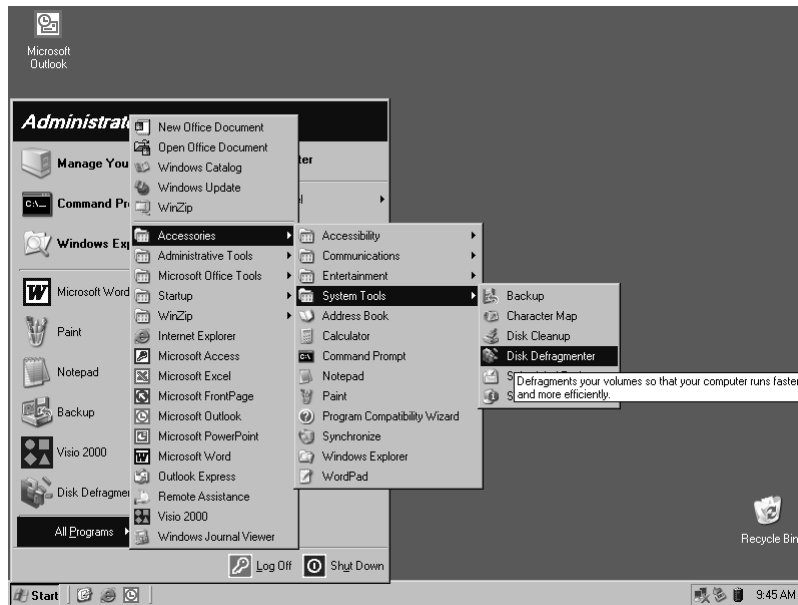 Microsoft
Outlook
Administrat
Manage You
Command Pr
Windows Exp
Microsoft Word
Paint
Notepad
Backup
Visio 2000
Disk Defragmen
All Programs
New Office Document
Open Office Document
Windows Catalog
Windows Update
WinZip
Accessories
Administrative Tools
Microsoft Office Tools
Startup
WinZip
Internet Explorer
Microsoft Access
Microsoft Excel
Microsoft FrontPage
Microsoft Outlook
Microsoft PowerPoint
Microsoft Word
Outlook Express
Remote Assistance
Visio 2000
Windows Journal Viewer
ter
Accessibility
Communications
Entertainment
System Tools
Address Book
Calculator
Command Prompt
Notepad
Paint
Program Compatibility Wizard
Synchronize
Windows Explorer
WordPad
Backup
Character Map
Disk Cleanup
Disk Defragmenter
Defragments your volumes so that your computer runs faster
and more efficiently.
Log Off
Shut Down
Recycle Bin
Start
9:45 AM